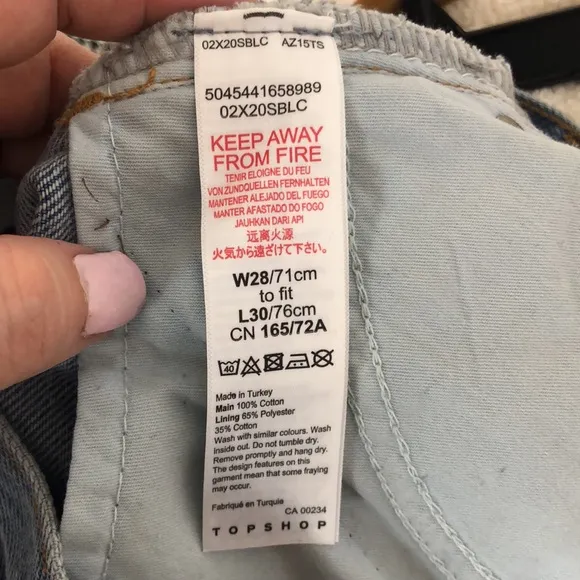 02X20SBLC AZ15TS
5045441658989
02X20SBLC
KEEP AWAY
FROM FIRE
TENIR ELOIGNE DU FEU
VON ZUNDQUELLEN FERNHALTEN
MANTENER ALEJADO DEL FUEGO
MANTER AFASTADO DO FOGO
JAUHKAN DARI API
远离火源
火気から遠ざけて下さい。
W28/71cm
to fit
L30/76cm
CN 165/72A
40
Made in Turkey
Main 100% Cotton
Lining 65% Polyester
35% Cotton
Wash with similar colours. Wash
Inside out. Do not tumble dry.
Remove promptly and hang dry.
The design features on this
garment mean that some fraying
may occur.
Fabriqué en Turquie
CA 00234
TOPSHOP